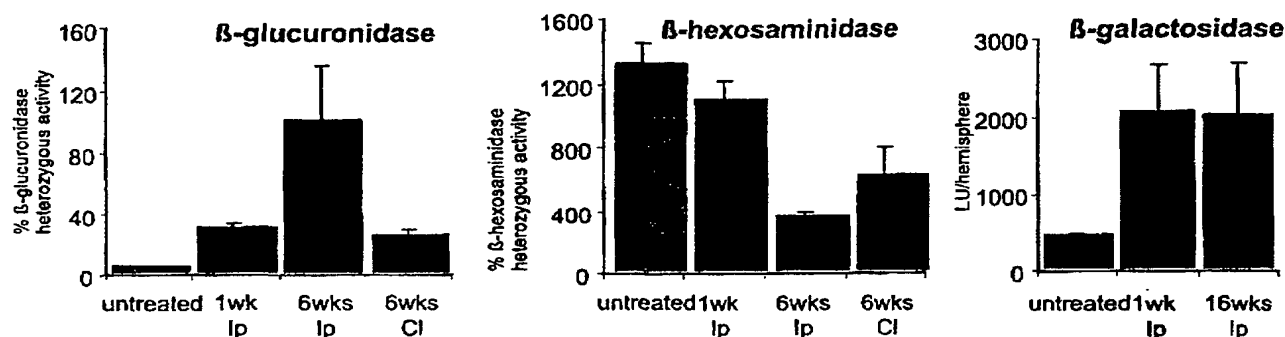 ß-glucuronidase
% ß-glucuronidase
heterozygous activity
160
120
80
40
0
untreated 1wk 6wks 6wks
Ip Ip CI
ß-hexosaminidase
% ß-hexosaminidase
heterozygous activity
1600
1200
800
400
0
untreated 1wk 6wks 6wks
Ip Ip CI
ß-galactosidase
LU/hemisphere
3000
2000
1000
0
untreated 1wk 16wks
Ip Ip